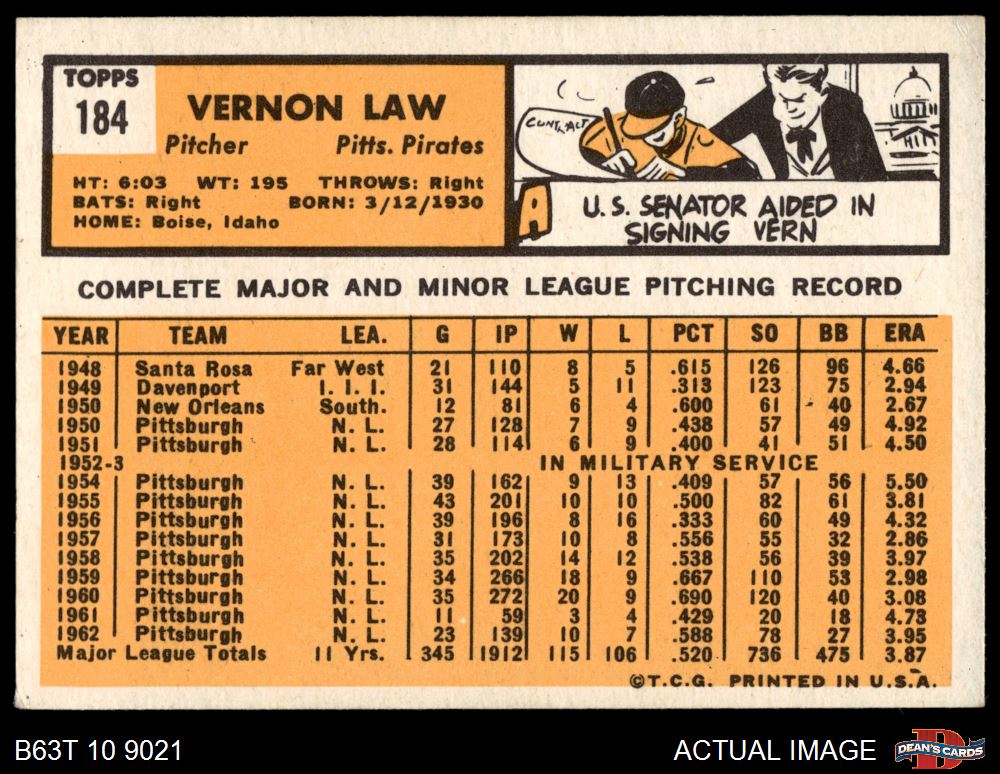 TOPPS
184
VERNON LAW
Pitcher Pitts. Pirates
HT: 6:03 WT: 195 THROWS: Right
BATS: Right BORN: 3/12/1930
HOME: Boise, Idaho
CONTRACT
U.S. SENATOR AIDED IN
SIGNING VERN
A
COMPLETE MAJOR AND MINOR LEAGUE PITCHING RECORD
YEAR TEAM LEA. G IP W L PCT SO BB ERA
1948 Santa Rosa Far West 21 110 8 5 .615 126 96 4.66
1949 Davenport I. I. I. 31 144 5 11 .313 123 75 2.94
1950 New Orleans South. 12 81 6 4 .600 61 40 2.67
1950 Pittsburgh N. L. 27 128 7 9 .438 57 49 4.92
1951 Pittsburgh N. L. 28 114 6 9 .400 41 51 4.50
1952-3 IN MILITARY SERVICE
1954 Pittsburgh N. L. 39 162 9 13 .409 57 56 5.50
1955 Pittsburgh N. L. 43 201 10 10 .500 82 61 3.81
1956 Pittsburgh N. L. 39 196 8 16 .333 60 49 4.32
1957 Pittsburgh N. L. 31 173 10 8 .556 55 32 2.86
1958 Pittsburgh N. L. 35 202 14 12 .538 56 39 3.97
1959 Pittsburgh N. L. 34 266 18 9 .667 110 53 2.98
1960 Pittsburgh N. L. 35 272 20 9 .690 120 40 3.08
1961 Pittsburgh N. L. 11 59 3 4 .429 20 18 4.73
1962 Pittsburgh N. L. 23 139 10 7 .588 78 27 3.95
Major League Totals 11 Yrs. 345 1912 115 106 .520 736 475 3.87
©T.C.G. PRINTED IN U.S.A.
B63T 10 9021 ACTUAL IMAGE DEAN'S CARDS